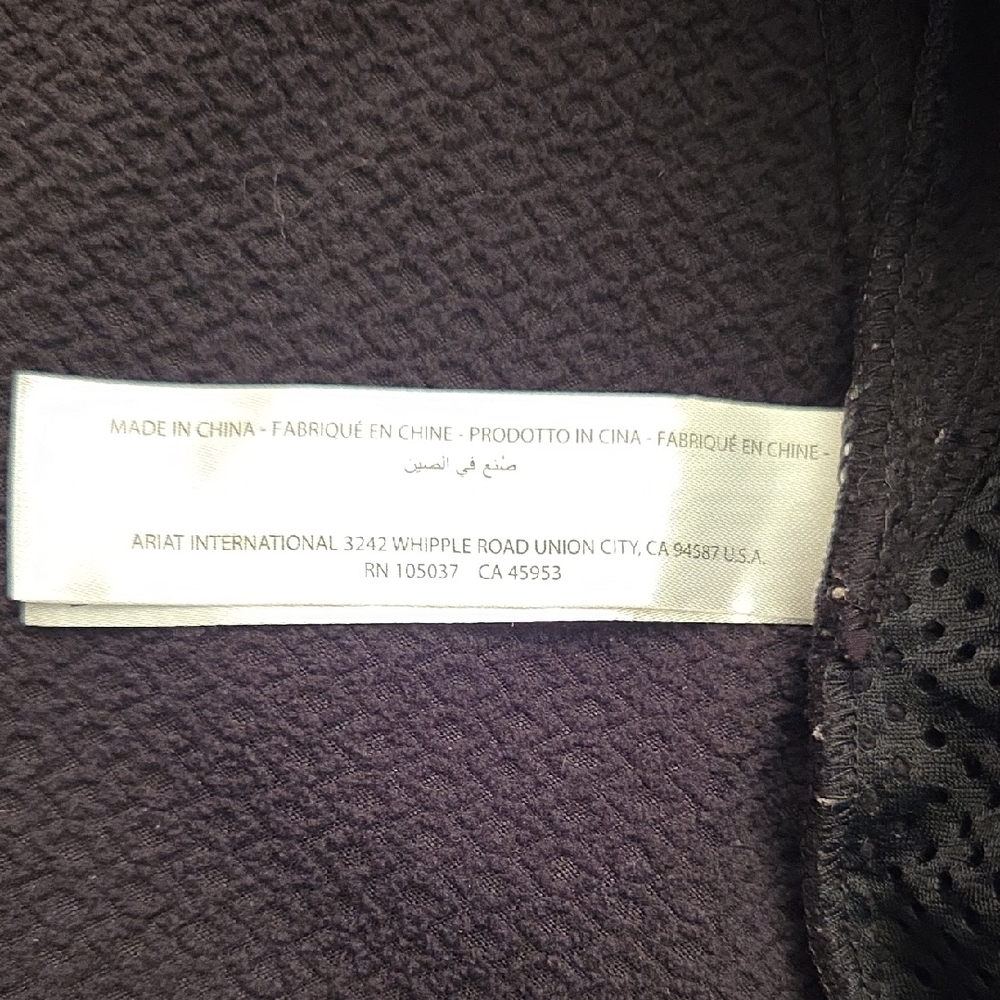 MADE IN CHINA - FABRIQUÉ EN CHINE - PRODOTTO IN CINA - FABRIQUÉ EN CHINE -
صُنع في الصين
ARIAT INTERNATIONAL 3242 WHIPPLE ROAD UNION CITY, CA 94587 U.S.A.
RN 105037 CA 45953